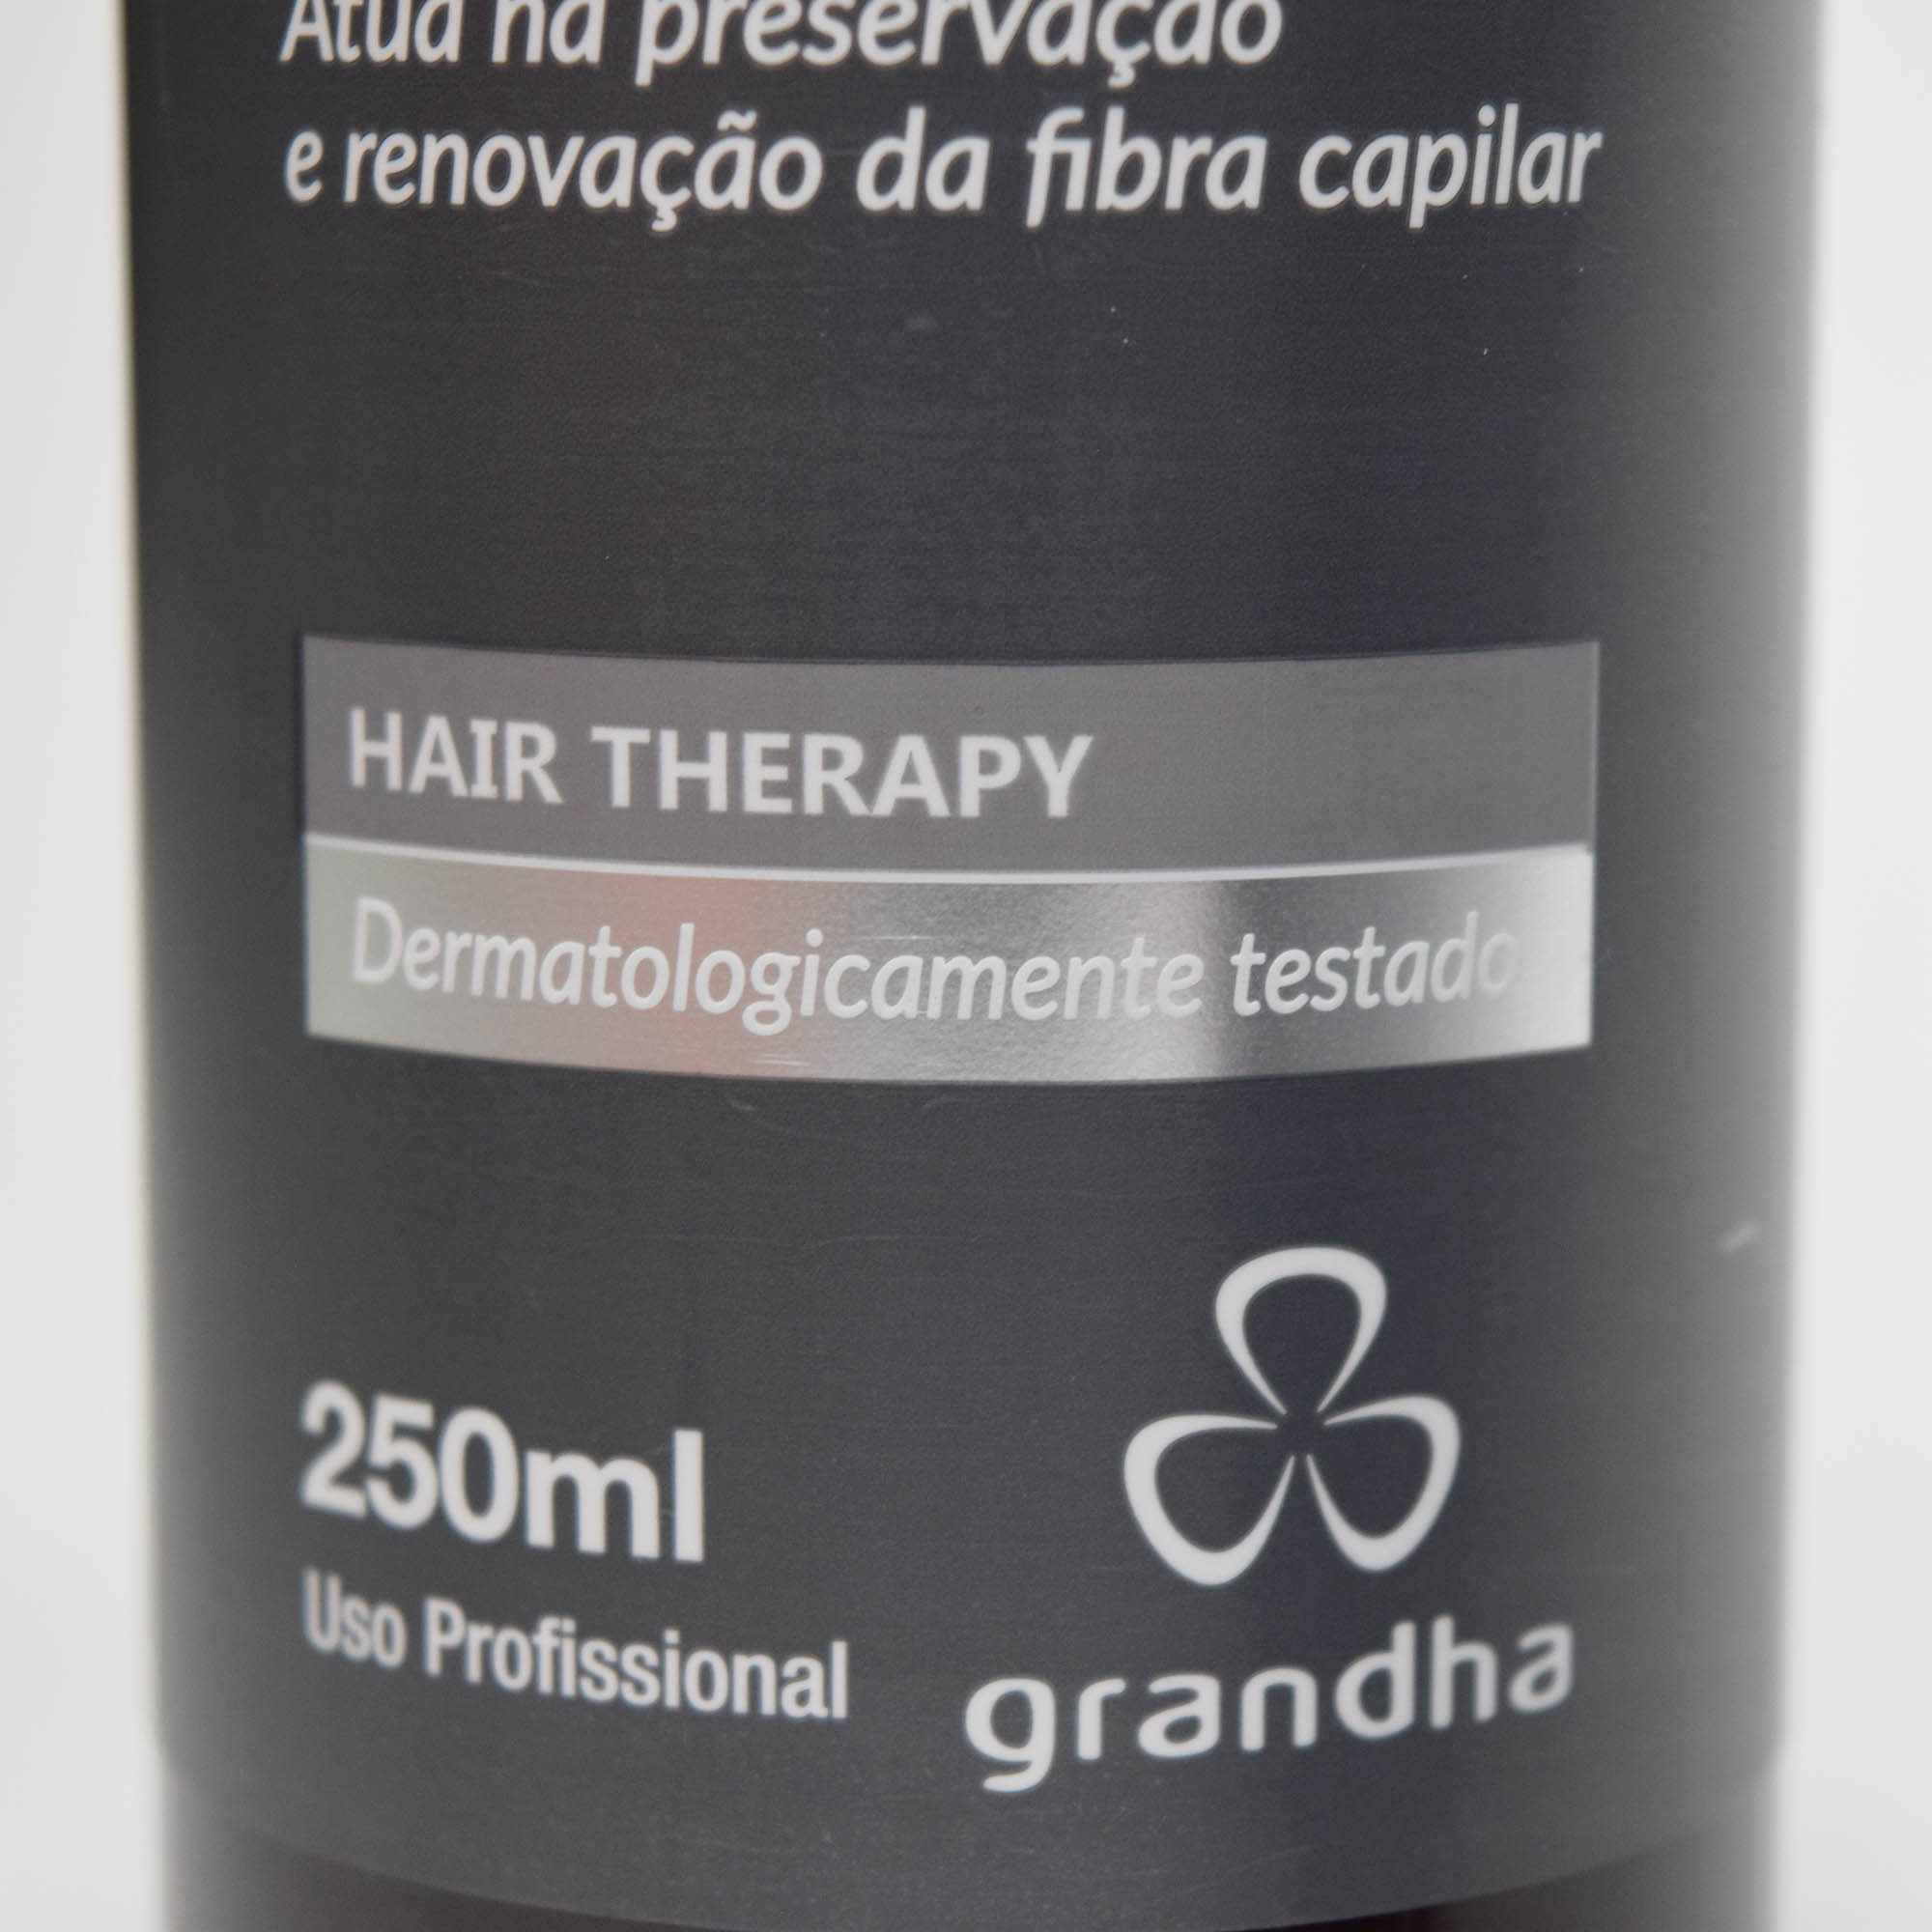 Atua na preservação
e renovação da fibra capilar
HAIR THERAPY
Dermatologicamente testado
250ml
Uso Profissional
grandha